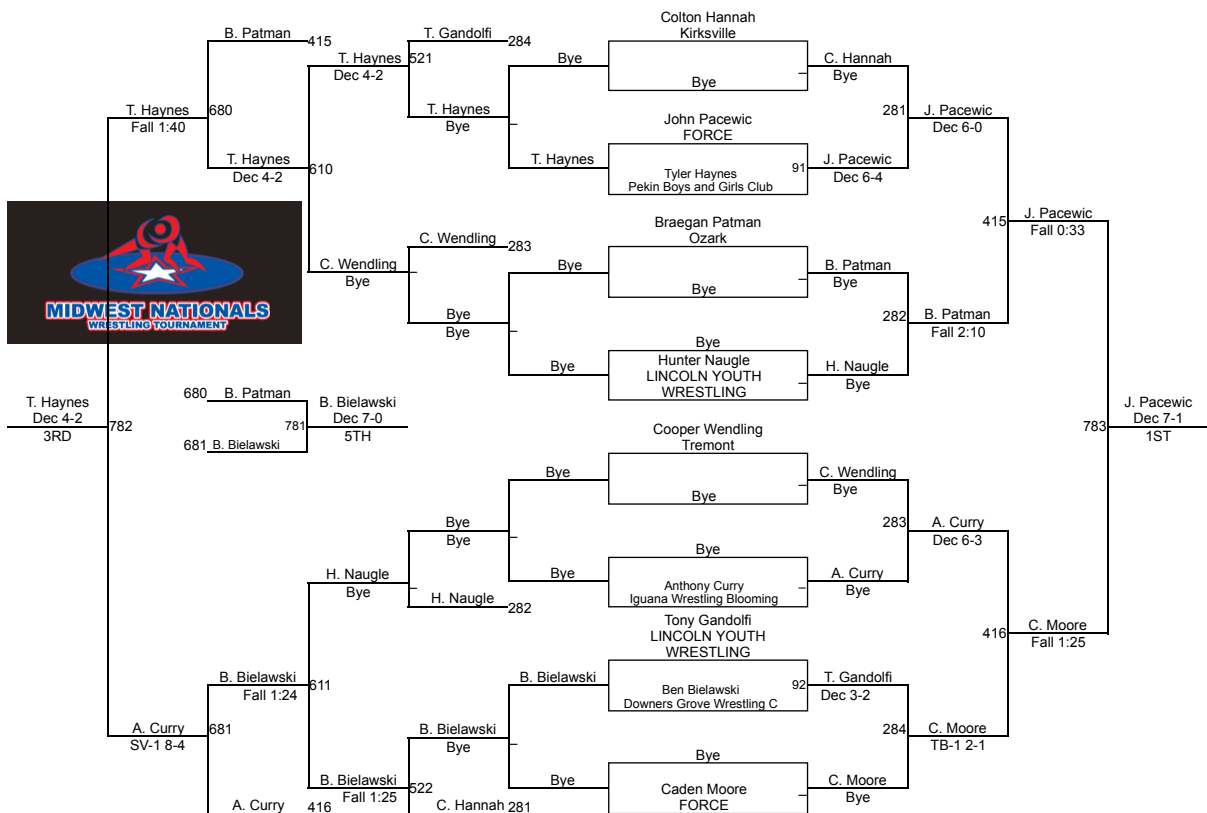 Colton Hannah
Kirksville
B. Patman 415
T. Gandolfi 284
T. Haynes 521
Dec 4-2
Bye
C. Hannah
Bye
Bye
T. Haynes 680
Fall 1:40
T. Haynes
Bye
John Pacewic
FORCE
281
J. Pacewic
Dec 6-0
T. Haynes 610
Dec 4-2
T. Haynes
Tyler Haynes
Pekin Boys and Girls Club
91
J. Pacewic
Dec 6-4
Braegan Patman
Ozark
415
J. Pacewic
Fall 0:33
C. Wendling 283
C. Wendling
Bye
Bye
Bye
B. Patman
Bye
MIDWEST NATIONALS
WRESTLING TOURNAMENT
Bye
Bye
282
B. Patman
Fall 2:10
Bye
Bye
Hunter Naugle
LINCOLN YOUTH
WRESTLING
H. Naugle
Bye
T. Haynes
Dec 4-2
3RD
782
680 B. Patman
681 B. Bielawski
781
B. Bielawski
Dec 7-0
5TH
783
J. Pacewic
Dec 7-1
1ST
Cooper Wendling
Tremont
Bye
Bye
C. Wendling
Bye
Bye
Bye
283
A. Curry
Dec 6-3
H. Naugle
Bye
H. Naugle 282
Bye
Bye
Anthony Curry
Iguana Wrestling Blooming
A. Curry
Bye
Tony Gandolfi
LINCOLN YOUTH
WRESTLING
416
C. Moore
Fall 1:25
B. Bielawski 611
Fall 1:24
B. Bielawski
Ben Bielawski
Downers Grove Wrestling C
92
T. Gandolfi
Dec 3-2
A. Curry 681
SV-1 8-4
B. Bielawski
Bye
284
C. Moore
TB-1 2-1
Bye
B. Bielawski 522
Fall 1:25
Bye
Caden Moore
FORCE
C. Moore
Bye
A. Curry 416
C. Hannah 281